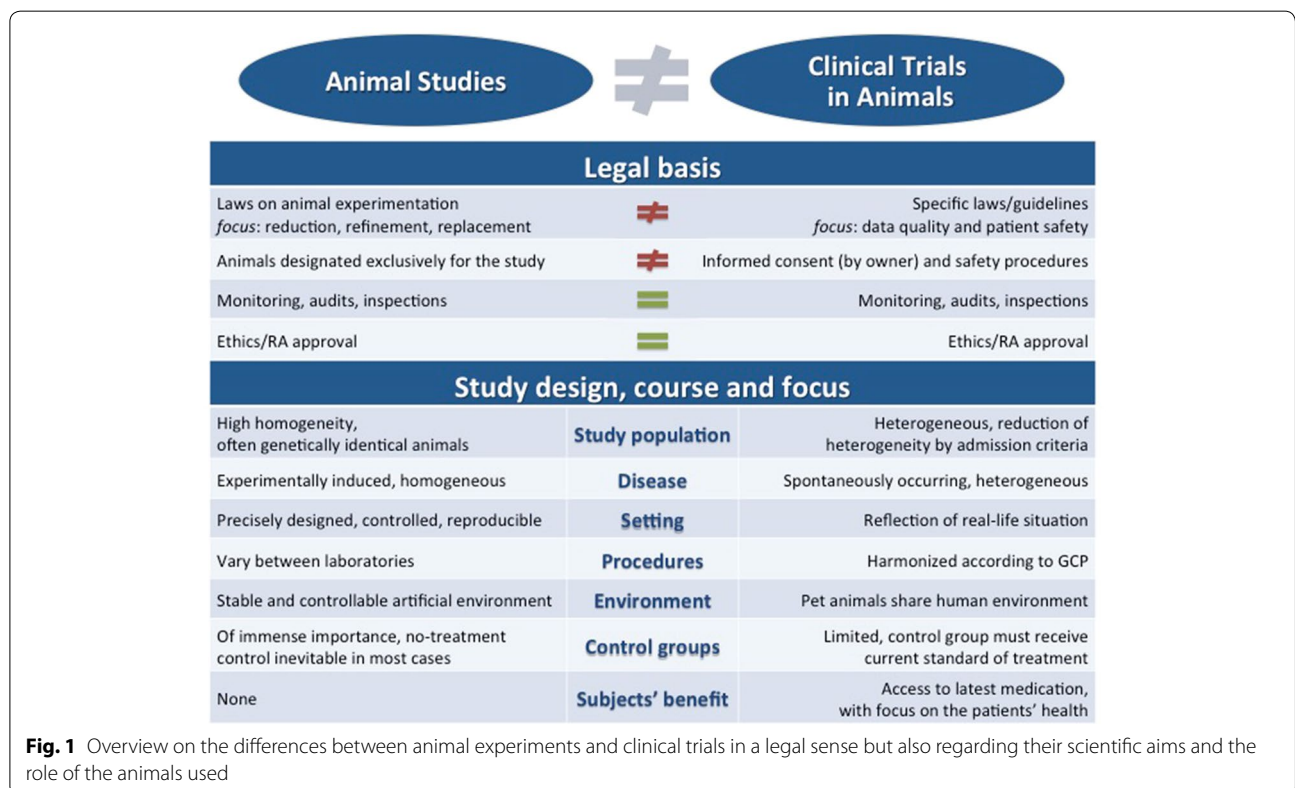 Animal Studies
≠
Clinical Trials
in Animals
Legal basis
Laws on animal experimentation
focus: reduction, refinement, replacement
≠
Specific laws/guidelines
focus: data quality and patient safety
Animals designated exclusively for the study
≠
Informed consent (by owner) and safety procedures
Monitoring, audits, inspections
=
Monitoring, audits, inspections
Ethics/RA approval
=
Ethics/RA approval
Study design, course and focus
High homogeneity,
often genetically identical animals
Study population
Heterogeneous, reduction of
heterogeneity by admission criteria
Experimentally induced, homogeneous
Disease
Spontaneously occurring, heterogeneous
Precisely designed, controlled, reproducible
Setting
Reflection of real-life situation
Vary between laboratories
Procedures
Harmonized according to GCP
Stable and controllable artificial environment
Environment
Pet animals share human environment
Of immense importance, no-treatment
control inevitable in most cases
Control groups
Limited, control group must receive
current standard of treatment
None
Subjects' benefit
Access to latest medication,
with focus on the patients' health
Fig. 1 Overview on the differences between animal experiments and clinical trials in a legal sense but also regarding their scientific aims and the
role of the animals used